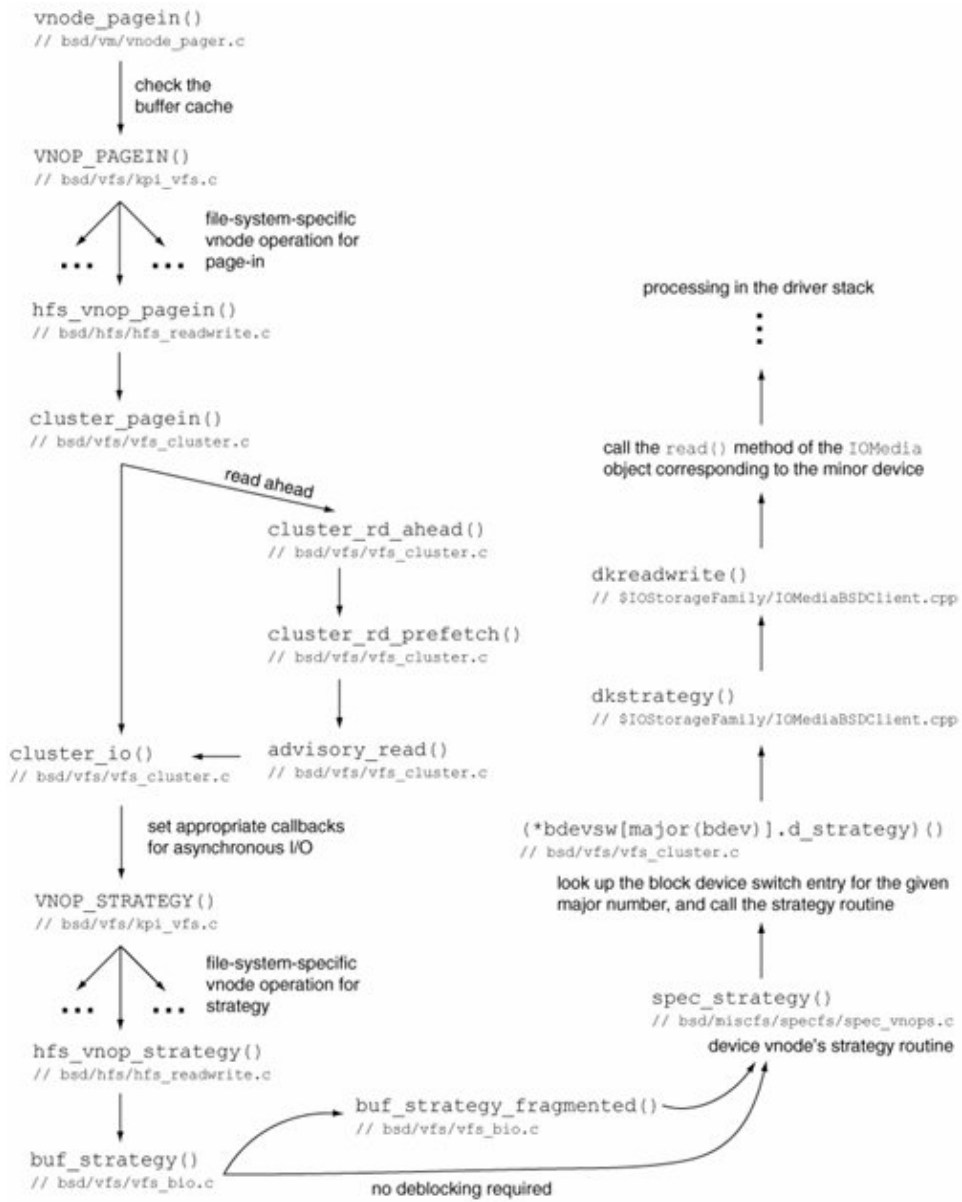 vnode_pagein()
// bsd/vm/vnode_pager.c
check the
buffer cache
VNOP_PAGEIN()
// bsd/vfs/kpi_vfs.c
file-system-specific
vnode operation for
page-in
... ...
hfs_vnop_pagein()
// bsd/hfs/hfs_readwrite.c
cluster_pagein()
// bsd/vfs/vfs_cluster.c
read ahead
cluster_rd_ahead()
// bsd/vfs/vfs_cluster.c
cluster_rd_prefetch()
// bsd/vfs/vfs_cluster.c
advisory_read()
// bsd/vfs/vfs_cluster.c
cluster_io()
// bsd/vfs/vfs_cluster.c
set appropriate callbacks
for asynchronous I/O
VNOP_STRATEGY()
// bsd/vfs/kpi_vfs.c
file-system-specific
vnode operation for
strategy
... ...
hfs_vnop_strategy()
// bsd/hfs/hfs_readwrite.c
buf_strategy()
// bsd/vfs/vfs_bio.c
buf_strategy_fragmented()
// bsd/vfs/vfs_bio.c
no deblocking required
spec_strategy()
// bsd/miscfs/specfs/spec_vnops.c
device vnode's strategy routine
(*bdevsw[major(bdev)].d_strategy)()
// bsd/vfs/vfs_cluster.c
look up the block device switch entry for the given
major number, and call the strategy routine
dkstrategy()
// $IOStorageFamily/IOMediaBSDClient.cpp
dkreadwrite()
// $IOStorageFamily/IOMediaBSDClient.cpp
call the read() method of the IOMedia
object corresponding to the minor device
processing in the driver stack